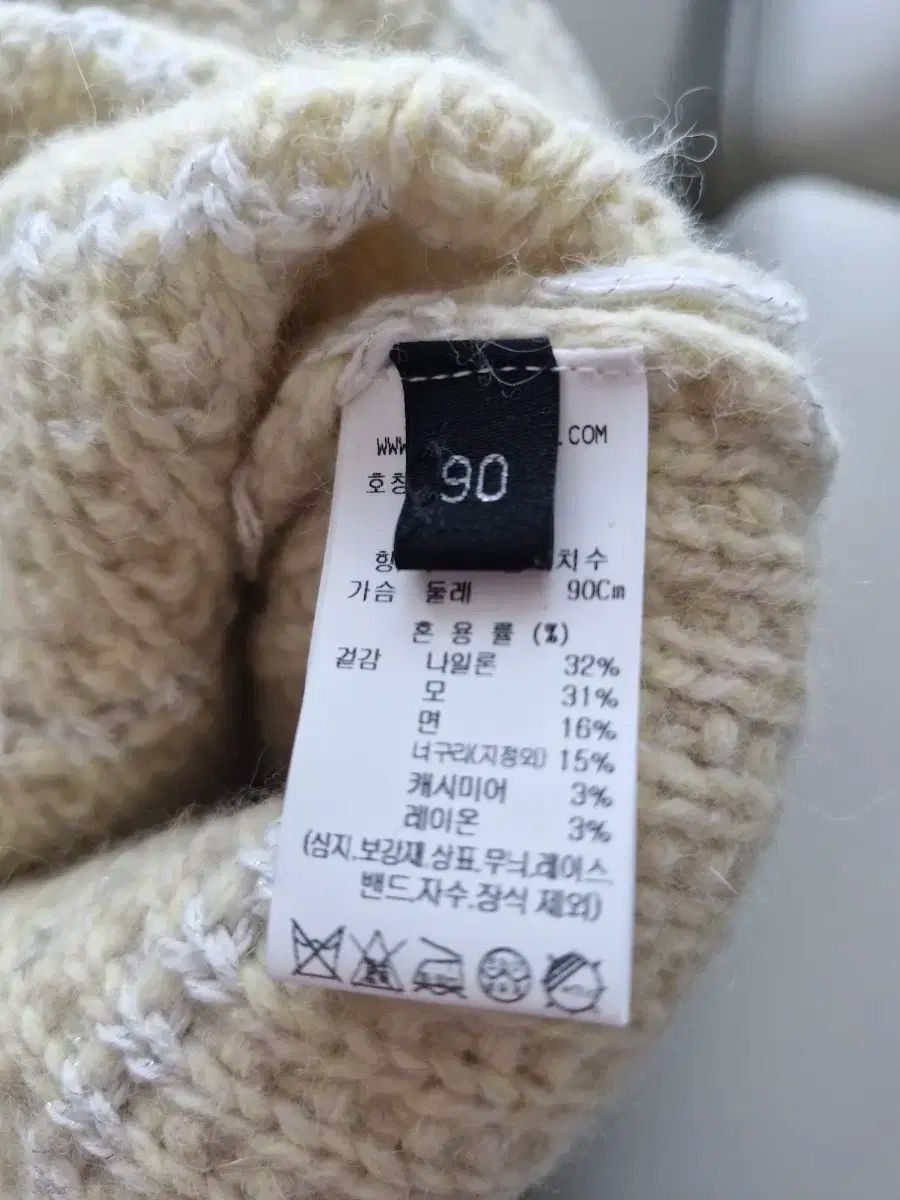 90
WWW .COM
호칭
치수
가슴 둘레 90Cm
혼 용 률 (%)
겉감 나일론 32%
모 31%
면 16%
너구리(지정외) 15%
캐시미어 3%
레이온 3%
(심지.보강재.상표.무늬.레이스
밴드.자수.장식 제외)